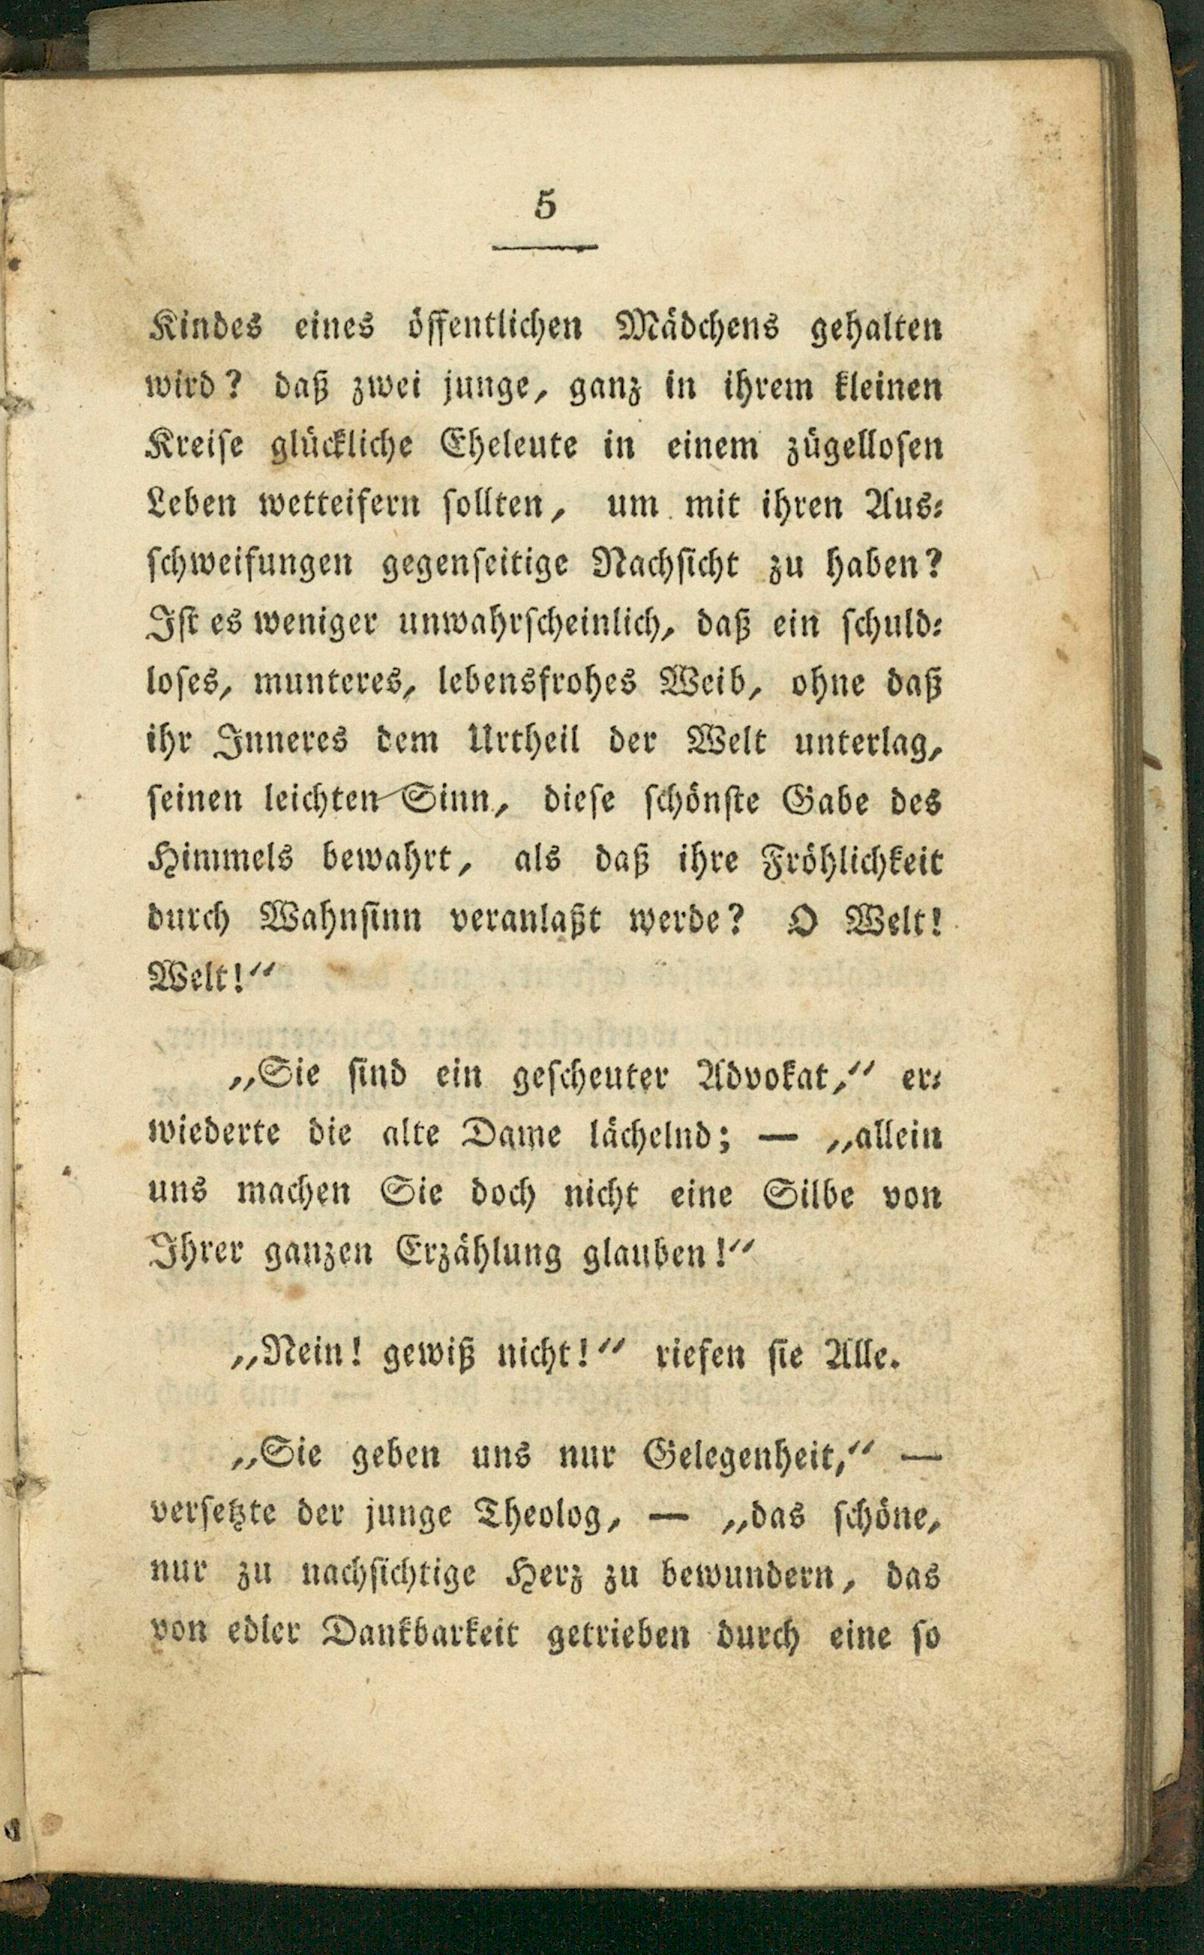 5
Kindes eines öffentlichen Mädchens gehalten
wird? daß zwei junge, ganz in ihrem kleinen
Kreise glückliche Eheleute in einem zügellosen
Leben wetteifern sollten, um mit ihren Aus-
schweifungen gegenseitige Nachsicht zu haben?
Ist es weniger unwahrscheinlich, daß ein schuld-
loses, munteres, lebensfrohes Weib, ohne daß
ihr Inneres dem Urtheil der Welt unterlag,
seinen leichten Sinn, diese schönste Gabe des
Himmels bewahrt, als daß ihre Fröhlichkeit
durch Wahnsinn veranlaßt werde? O Welt!
Welt!“
„Sie sind ein gescheuter Advokat,“ er-
wiederte die alte Dame lächelnd; — „allein
uns machen Sie doch nicht eine Silbe von
Ihrer ganzen Erzählung glauben!“
„Nein! gewiß nicht!“ riefen sie Alle.
„Sie geben uns nur Gelegenheit,“ —
versetzte der junge Theolog, — „das schöne,
nur zu nachsichtige Herz zu bewundern, das
von edler Dankbarkeit getrieben durch eine so